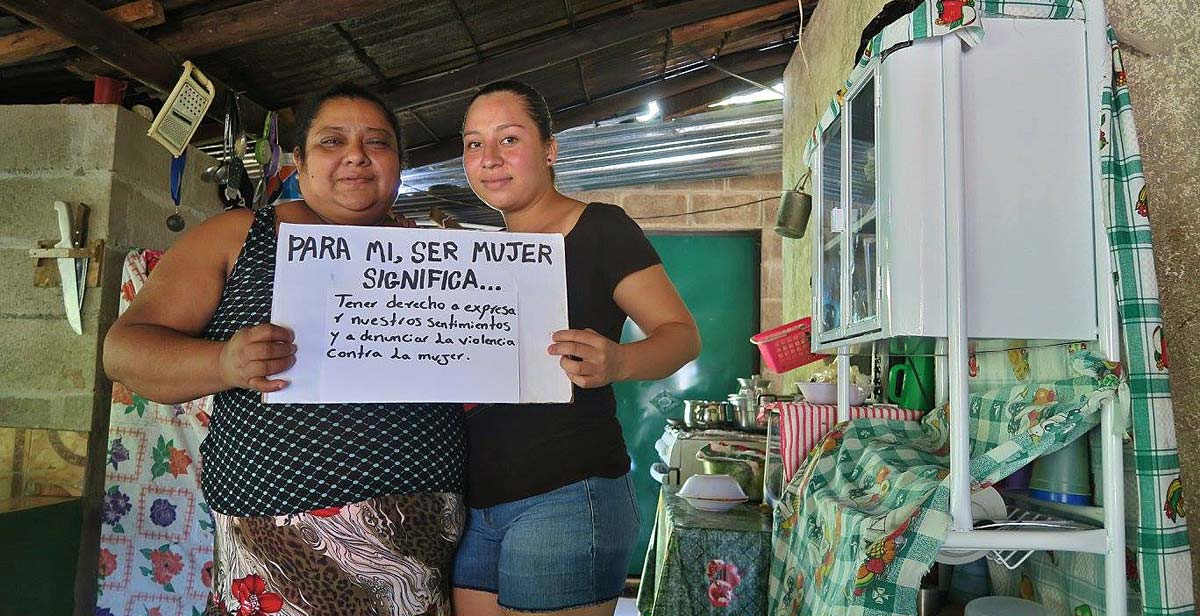 PARA MI, SER MUJER
SIGNIFICA...
Tener derecho a expresa
r nuestros sentimientos
y a denunciar la violencia
contra la mujer.